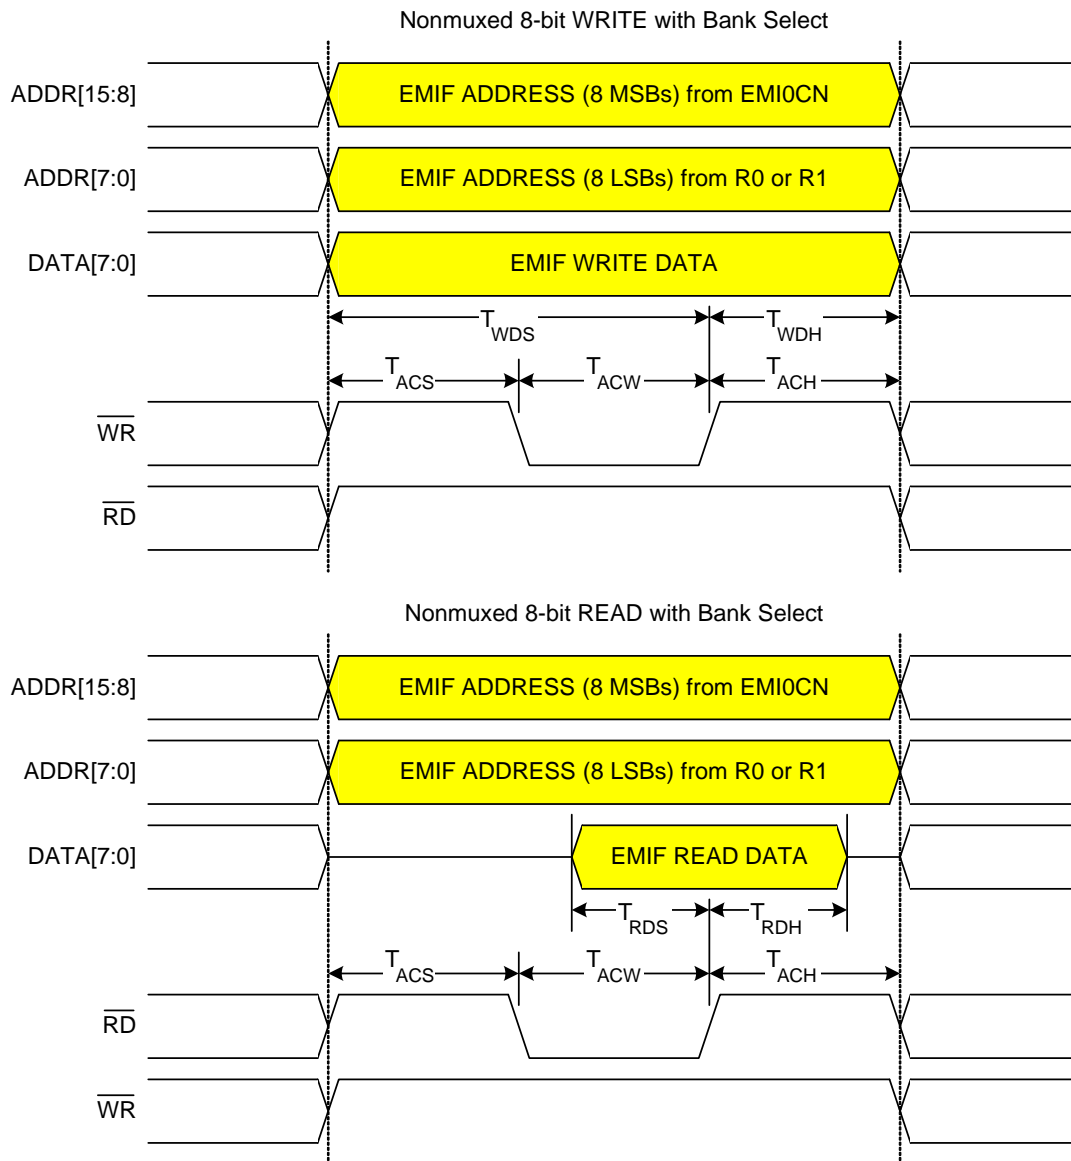 Nonmuxed 8-bit WRITE with Bank Select
ADDR[15:8] EMIF ADDRESS (8 MSBs) from EMI0CN
ADDR[7:0] EMIF ADDRESS (8 LSBs) from R0 or R1
DATA[7:0] EMIF WRITE DATA
TWDS TWDH
TACS TACW TACH
WR
RD
Nonmuxed 8-bit READ with Bank Select
ADDR[15:8] EMIF ADDRESS (8 MSBs) from EMI0CN
ADDR[7:0] EMIF ADDRESS (8 LSBs) from R0 or R1
DATA[7:0] EMIF READ DATA
TRDS TRDH
TACS TACW TACH
RD
WR